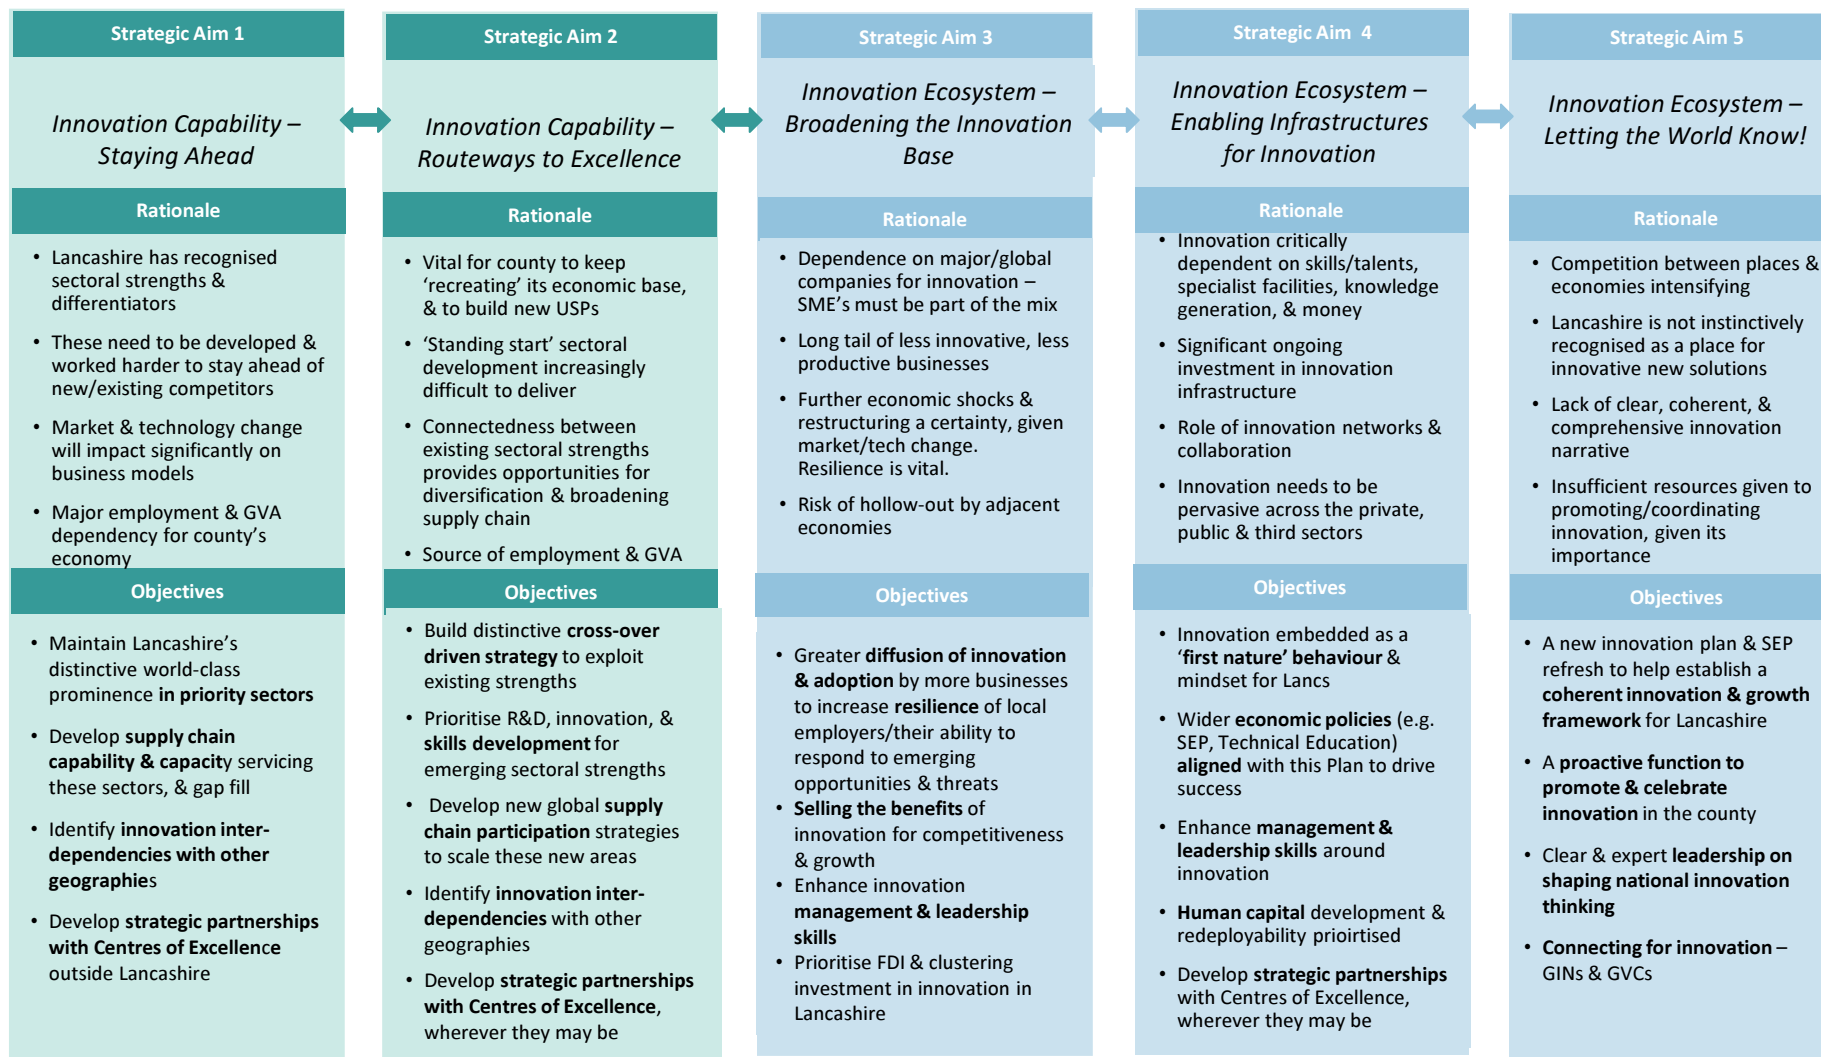 Strategic Aim 1
Innovation Capability –
Staying Ahead
Rationale
• Lancashire has recognised
sectoral strengths &
differentiators
• These need to be developed &
worked harder to stay ahead of
new/existing competitors
• Market & technology change
will impact significantly on
business models
• Major employment & GVA
dependency for county's
economy
Objectives
• Maintain Lancashire's
distinctive world-class
prominence in priority sectors
• Develop supply chain
capability & capacity servicing
these sectors, & gap fill
• Identify innovation inter-
dependencies with other
geographies
• Develop strategic partnerships
with Centres of Excellence
outside Lancashire
Strategic Aim 2
Innovation Capability –
Routeways to Excellence
Rationale
• Vital for county to keep
'recreating' its economic base,
& to build new USPs
• 'Standing start' sectoral
development increasingly
difficult to deliver
• Connectedness between
existing sectoral strengths
provides opportunities for
diversification & broadening
supply chain
• Source of employment & GVA
Objectives
• Build distinctive cross-over
driven strategy to exploit
existing strengths
• Prioritise R&D, innovation, &
skills development for
emerging sectoral strengths
• Develop new global supply
chain participation strategies
to scale these new areas
• Identify innovation inter-
dependencies with other
geographies
• Develop strategic partnerships
with Centres of Excellence,
wherever they may be
Strategic Aim 3
Innovation Ecosystem –
Broadening the Innovation
Base
Rationale
• Dependence on major/global
companies for innovation –
SME's must be part of the mix
• Long tail of less innovative, less
productive businesses
• Further economic shocks &
restructuring a certainty, given
market/tech change.
Resilience is vital.
• Risk of hollow-out by adjacent
economies
Objectives
• Greater diffusion of innovation
& adoption by more businesses
to increase resilience of local
employers/their ability to
respond to emerging
opportunities & threats
• Selling the benefits of
innovation for competitiveness
& growth
• Enhance innovation
management & leadership
skills
• Prioritise FDI & clustering
investment in innovation in
Lancashire
Strategic Aim 4
Innovation Ecosystem –
Enabling Infrastructures
for Innovation
Rationale
• Innovation critically
dependent on skills/talents,
specialist facilities, knowledge
generation, & money
• Significant ongoing
investment in innovation
infrastructure
• Role of innovation networks &
collaboration
• Innovation needs to be
pervasive across the private,
public & third sectors
Objectives
• Innovation embedded as a
'first nature' behaviour &
mindset for Lancs
• Wider economic policies (e.g.
SEP, Technical Education)
aligned with this Plan to drive
success
• Enhance management &
leadership skills around
innovation
• Human capital development &
redeployability prioirtised
• Develop strategic partnerships
with Centres of Excellence,
wherever they may be
Strategic Aim 5
Innovation Ecosystem –
Letting the World Know!
Rationale
• Competition between places &
economies intensifying
• Lancashire is not instinctively
recognised as a place for
innovative new solutions
• Lack of clear, coherent, &
comprehensive innovation
narrative
• Insufficient resources given to
promoting/coordinating
innovation, given its
importance
Objectives
• A new innovation plan & SEP
refresh to help establish a
coherent innovation & growth
framework for Lancashire
• A proactive function to
promote & celebrate
innovation in the county
• Clear & expert leadership on
shaping national innovation
thinking
• Connecting for innovation –
GINs & GVCs